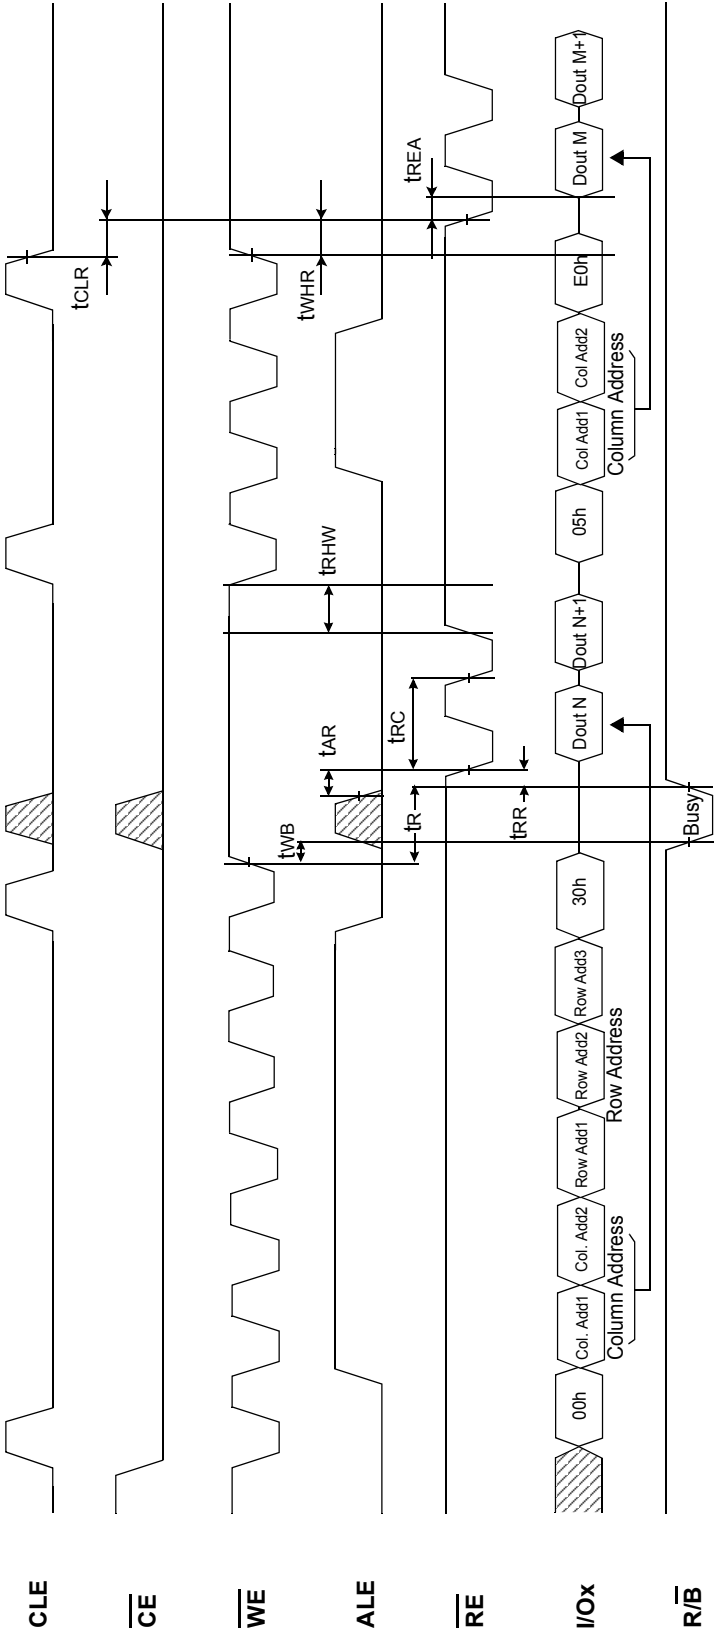 CLE
tCLR
CE
WE
tWB
tWHR
ALE
tAR
tRHW
RE
tR
tRC
tREA
tRR
I/Ox
00h
Col. Add1
Col. Add2
Row Add1
Row Add2
Row Add3
30h
Dout N
Dout N+1
05h
Col Add1
Col Add2
E0h
Dout M
Dout M+1
Column Address
Row Address
Column Address
R/B
Busy